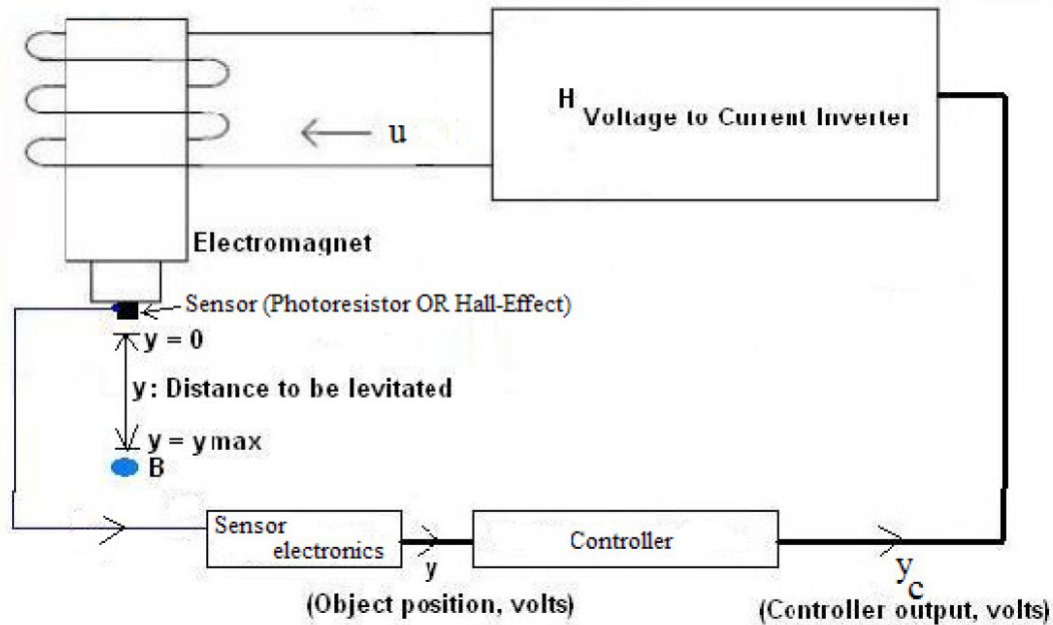 H
Voltage to Current Inverter
u
Electromagnet
Sensor (Photoresistor OR Hall-Effect)
y = 0
y : Distance to be levitated
y = y max
B
Sensor
electronics
y
Controller
y c
(Object position, volts)
(Controller output, volts)